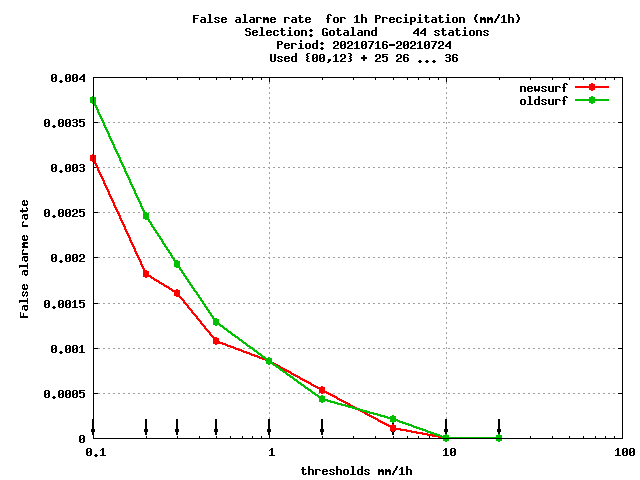 False alarme rate  for 1h Precipitation (mm/1h)
Selection: Gotaland     44 stations
Period: 20210716-20210724
Used {00,12} + 25 26 ... 36
newsurf
oldsurf
0.004
0.0035
0.003
0.0025
0.002
0.0015
0.001
0.0005
0
False alarme rate
0.1 1 10 100
thresholds mm/1h